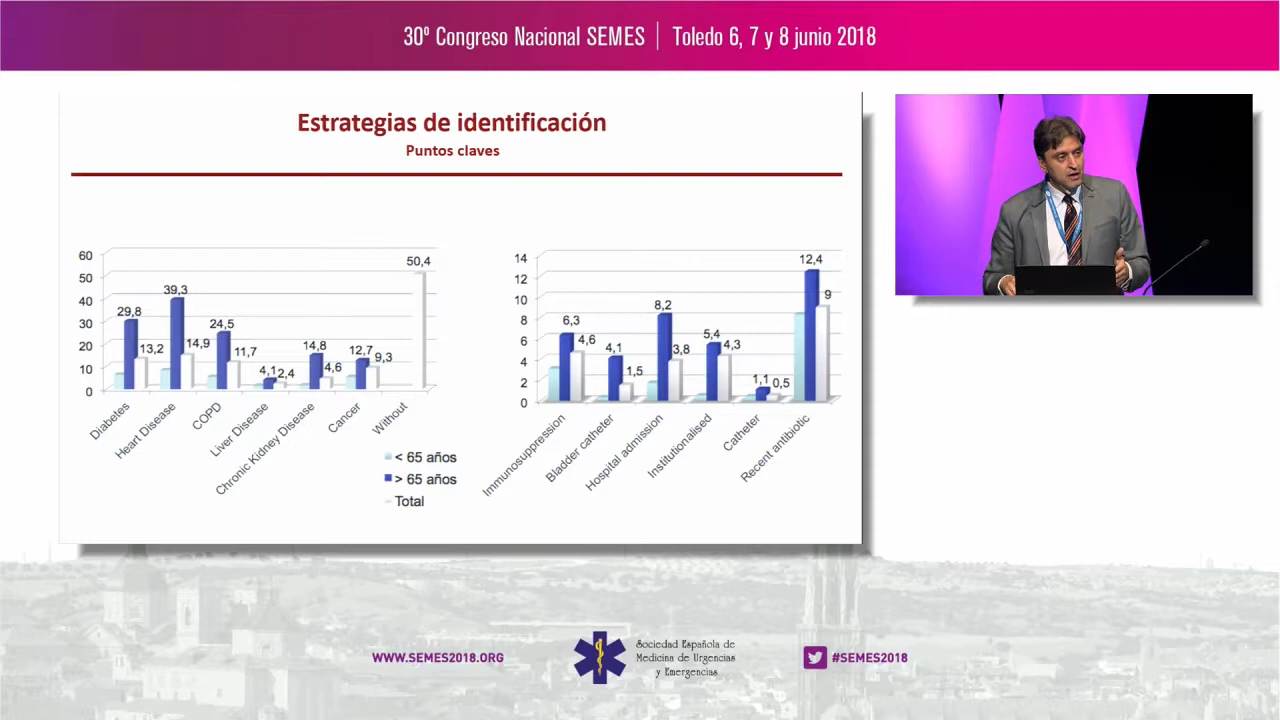 30º Congreso Nacional SEMES | Toledo 6, 7 y 8 junio 2018
Estrategias de identificación
Puntos claves
60
50
40
30
20
10
0
29,8
13,2
39,3
14,9
24,5
11,7
4,1
2,4
14,8
4,6
12,7
9,3
50,4
Diabetes
Heart Disease
COPD
Liver Disease
Chronic Kidney Disease
Cancer
Without
< 65 años
> 65 años
Total
14
12
10
8
6
4
2
0
6,3
4,6
4,1
1,5
8,2
3,8
5,4
4,3
1,1
0,5
12,4
9
Immunosuppression
Bladder catheter
Hospital admission
Institutionalised
Catheter
Recent antibiotic
WWW.SEMES2018.ORG
Sociedad Española de
Medicina de Urgencias
y Emergencias
#SEMES2018